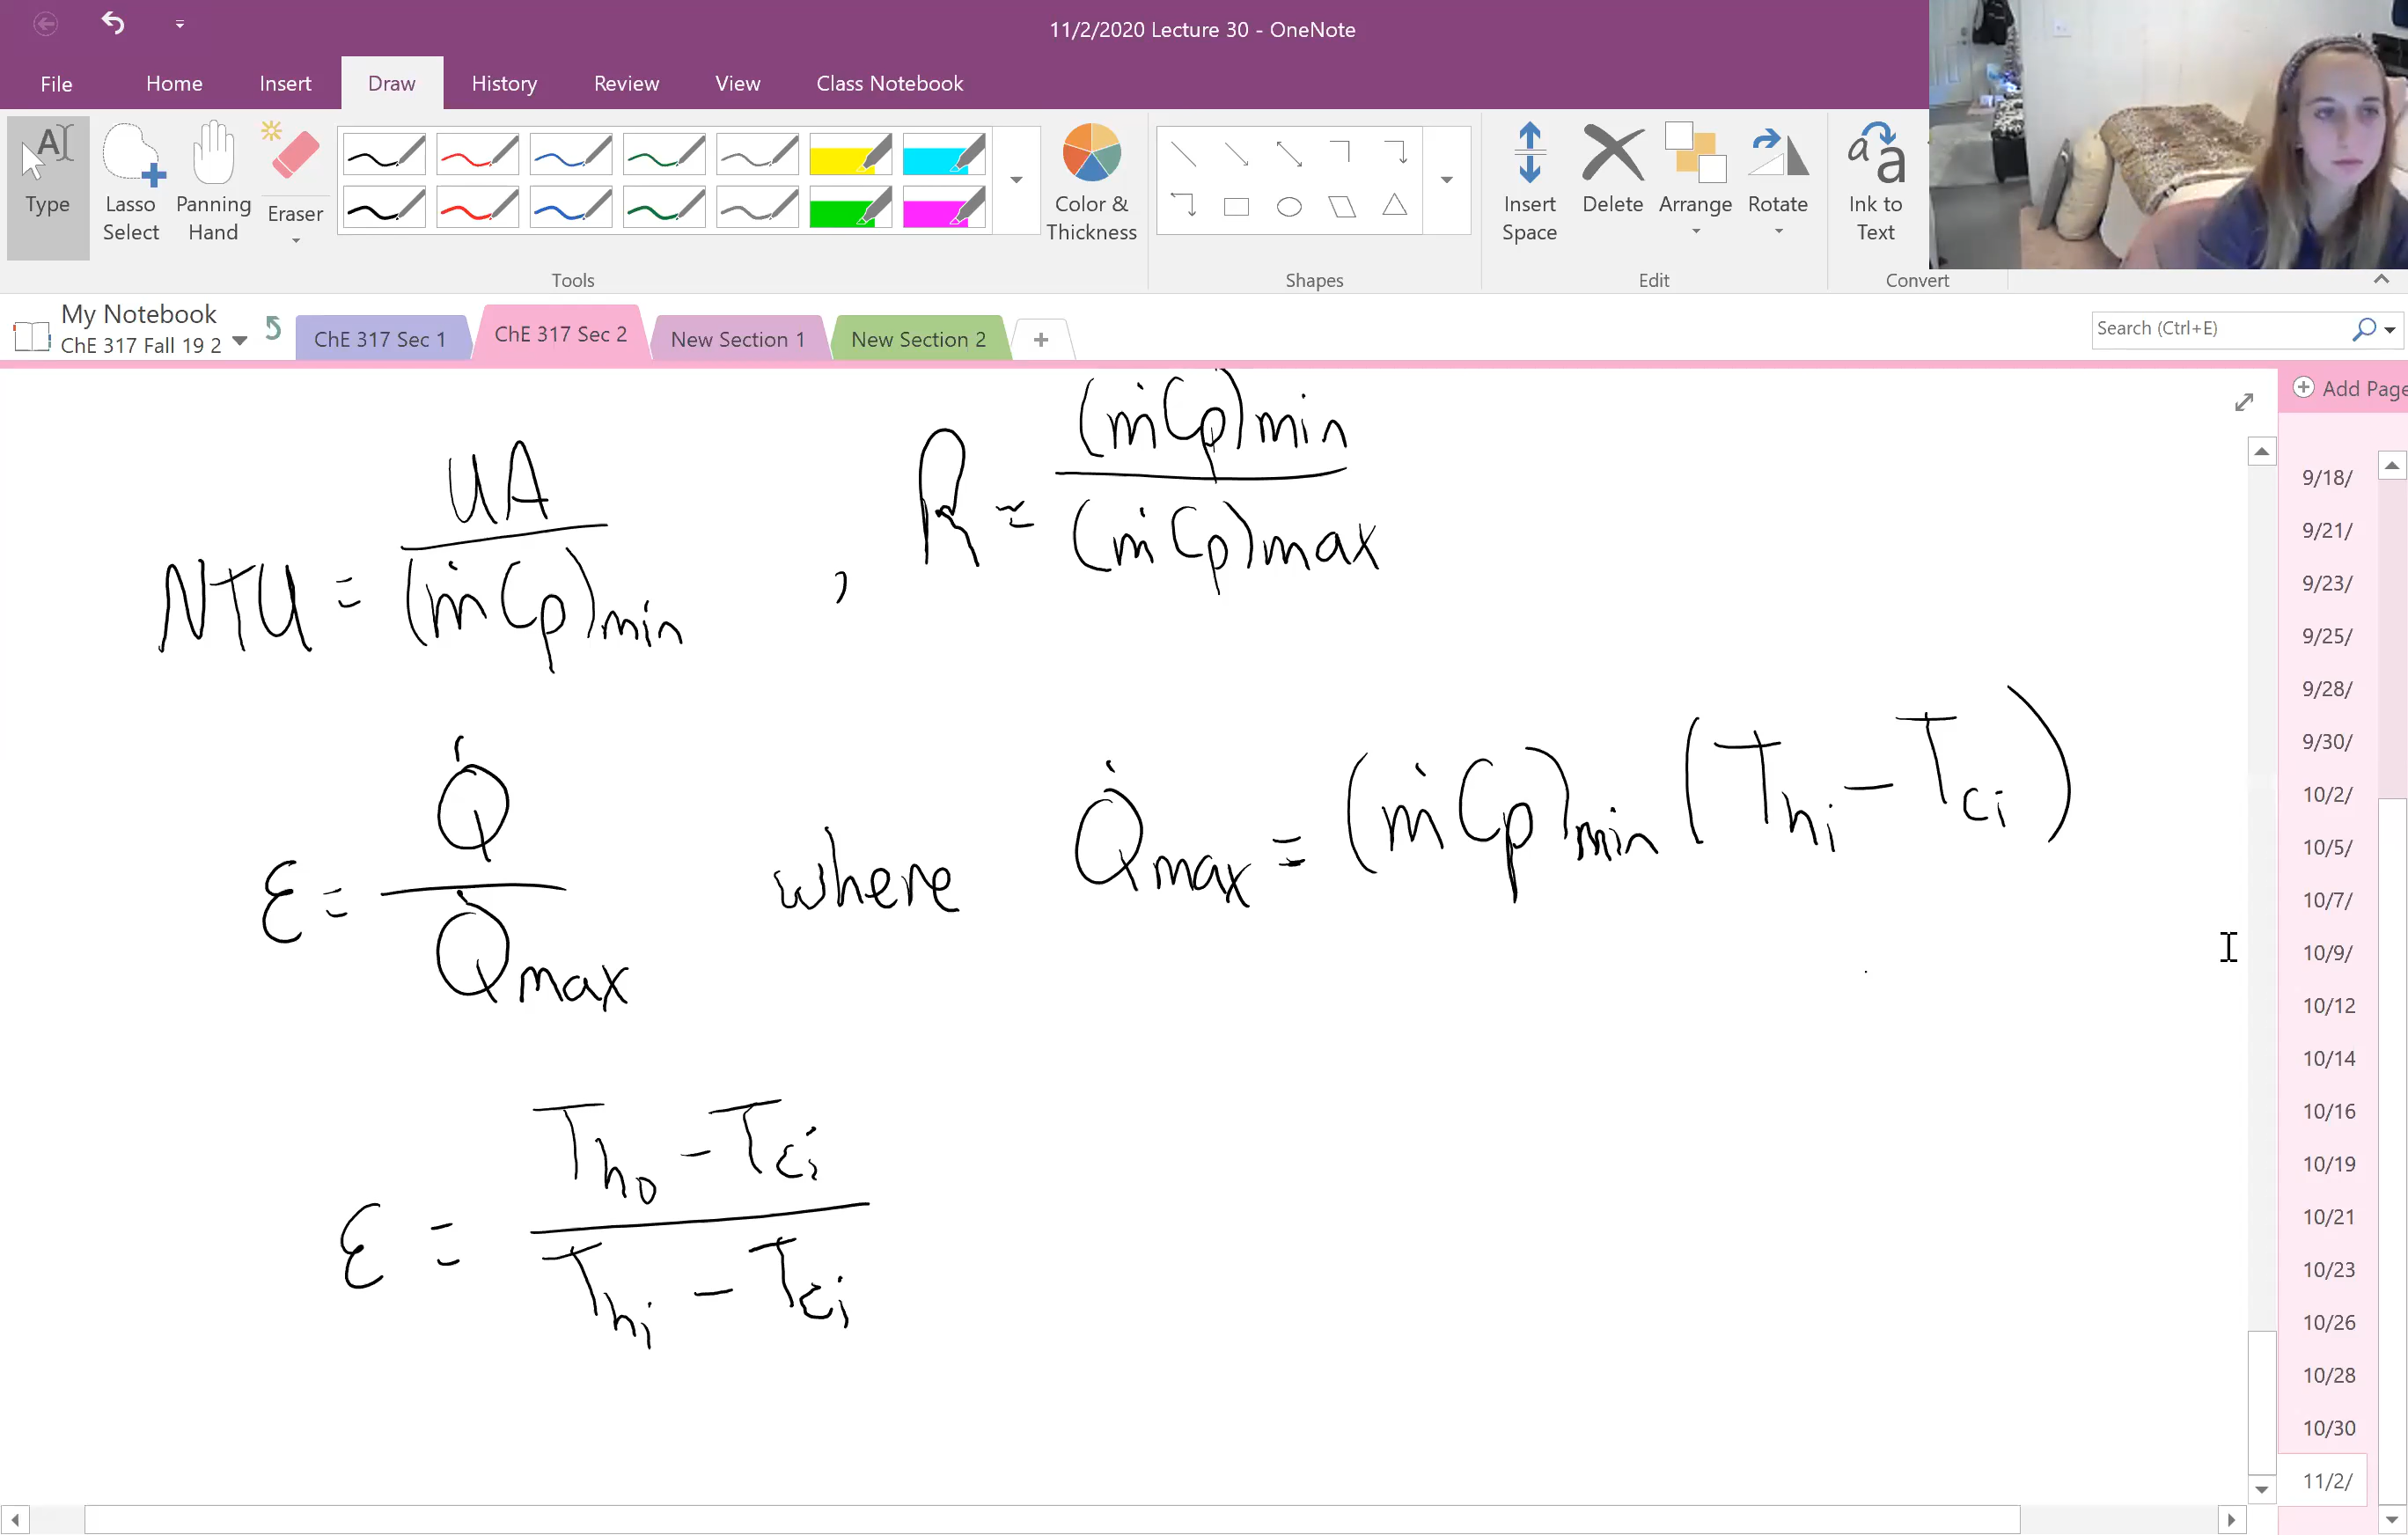 11/2/2020 Lecture 30 - OneNote
File Home Insert Draw History Review View Class Notebook
Type
Lasso Select
Panning Hand
Eraser
Color & Thickness
Insert Space
Delete
Arrange
Rotate
Ink to Text
Tools Shapes Edit Convert
My Notebook
ChE 317 Fall 19 2
ChE 317 Sec 1 ChE 317 Sec 2 New Section 1 New Section 2 +
Search (Ctrl+E)
Add Page
NTU = UA / (ṁCp)min , R = (ṁCp)min / (ṁCp)max
ε = Q̇ / Q̇max where Q̇max = (ṁCp)min (Thi - Tci)
ε = Tho - Tci / Thi - Tci
9/18/
9/21/
9/23/
9/25/
9/28/
9/30/
10/2/
10/5/
10/7/
10/9/
10/12
10/14
10/16
10/19
10/21
10/23
10/26
10/28
10/30
11/2/